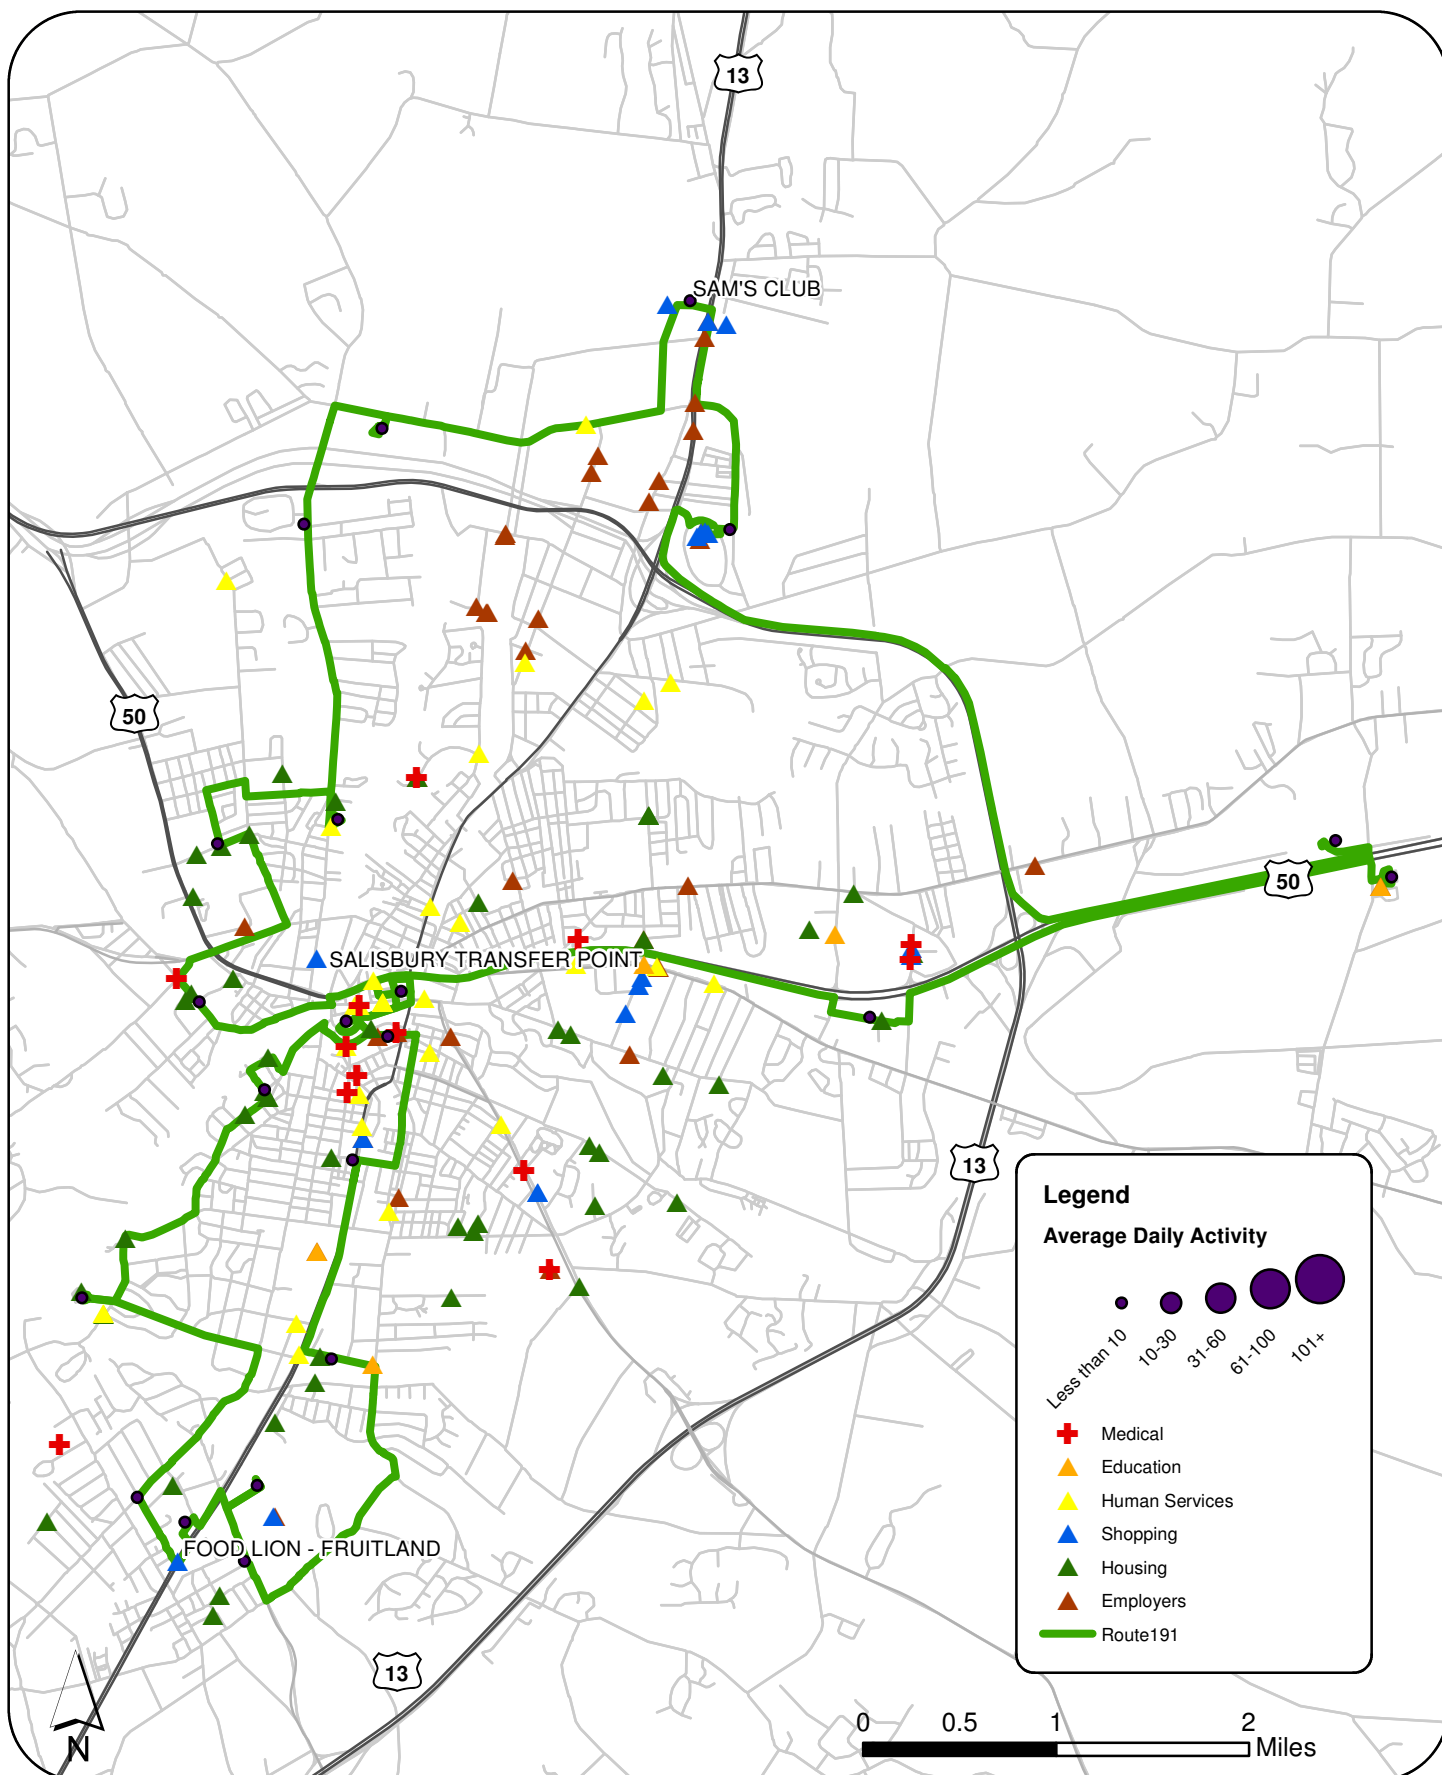 13
SAM'S CLUB
50
50
SALISBURY TRANSFER POINT
13
Legend
Average Daily Activity
Less than 10
10-30
31-60
61-100
101+
Medical
Education
Human Services
Shopping
Housing
Employers
Route191
FOOD LION - FRUITLAND
13
N
0 0.5 1 2
Miles